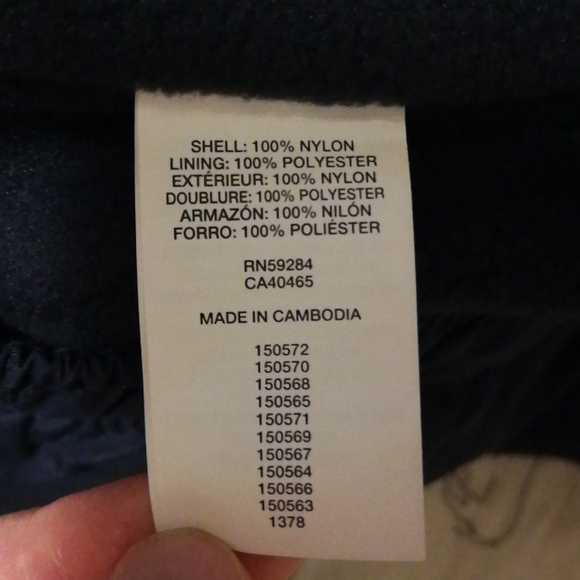 SHELL: 100% NYLON
LINING: 100% POLYESTER
EXTÉRIEUR: 100% NYLON
DOUBLURE: 100% POLYESTER
ARMAZÓN: 100% NILÓN
FORRO: 100% POLIÉSTER
RN59284
CA40465
MADE IN CAMBODIA
150572
150570
150568
150565
150571
150569
150567
150564
150566
150563
1378